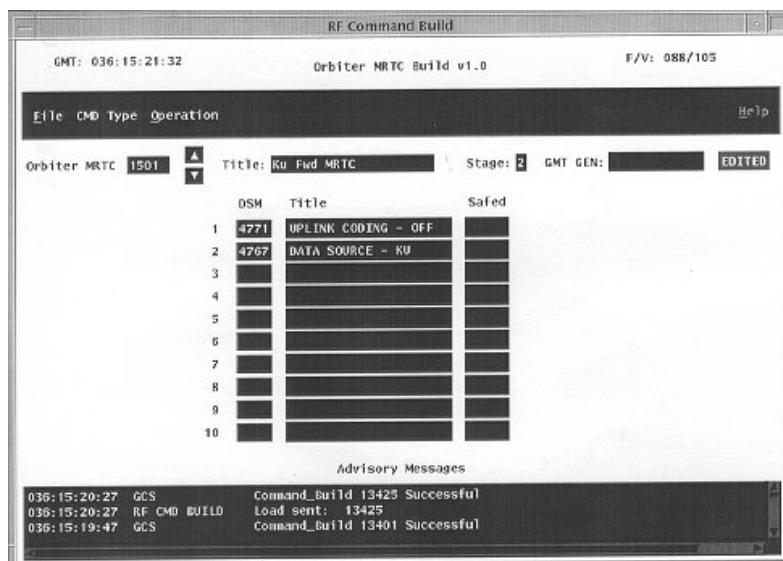 RF Command Build
GMT: 036:15:21:32
Orbiter MRTC Build v1.0
F/V: 088/105
File CMD Type Operation Help
Orbiter MRTC 1501 Title: Ku Fwd MRTC Stage: 2 GMT GEN: EDITED
DSM Title Safed
1 4771 UPLINK CODING - OFF
2 4767 DATA SOURCE - KU
3
4
5
6
7
8
9
10
Advisory Messages
036:15:20:27 GCS Command_Build 13425 Successful
036:15:20:27 RF CMD BUILD Load sent: 13425
036:15:19:47 GCS Command_Build 13401 Successful